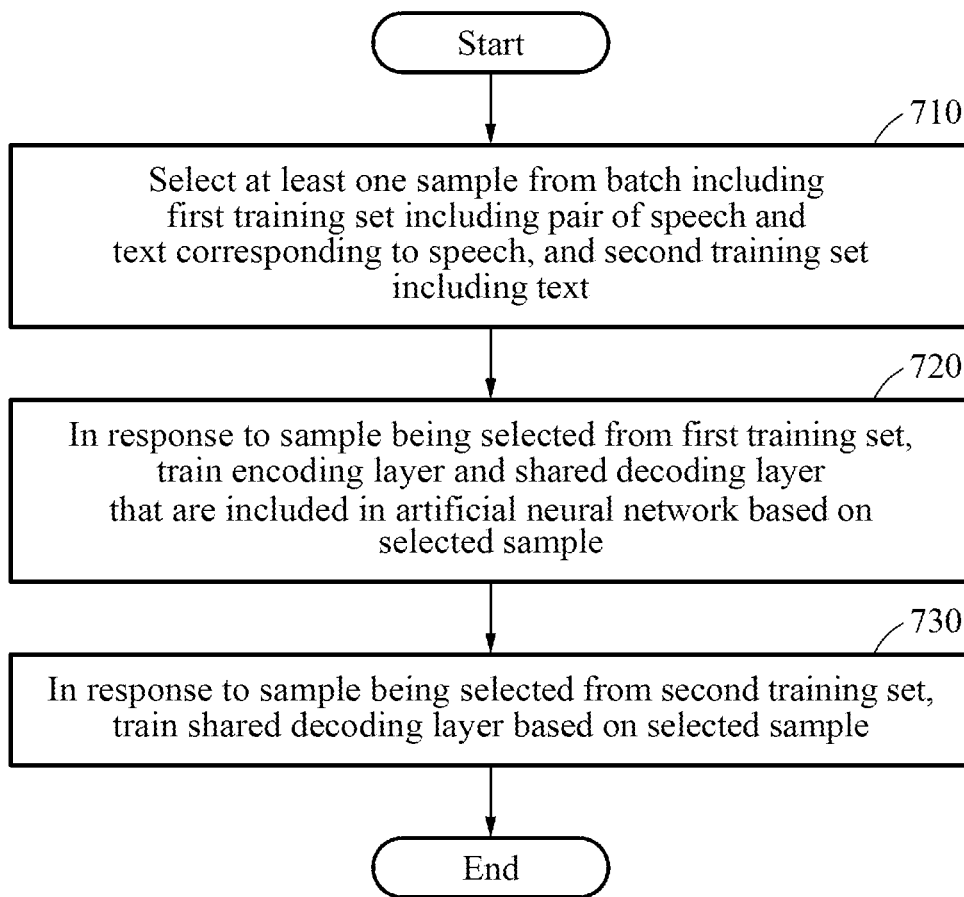 Start
710
Select at least one sample from batch including
first training set including pair of speech and
text corresponding to speech, and second training set
including text
720
In response to sample being selected from first training set,
train encoding layer and shared decoding layer
that are included in artificial neural network based on
selected sample
730
In response to sample being selected from second training set,
train shared decoding layer based on selected sample
End